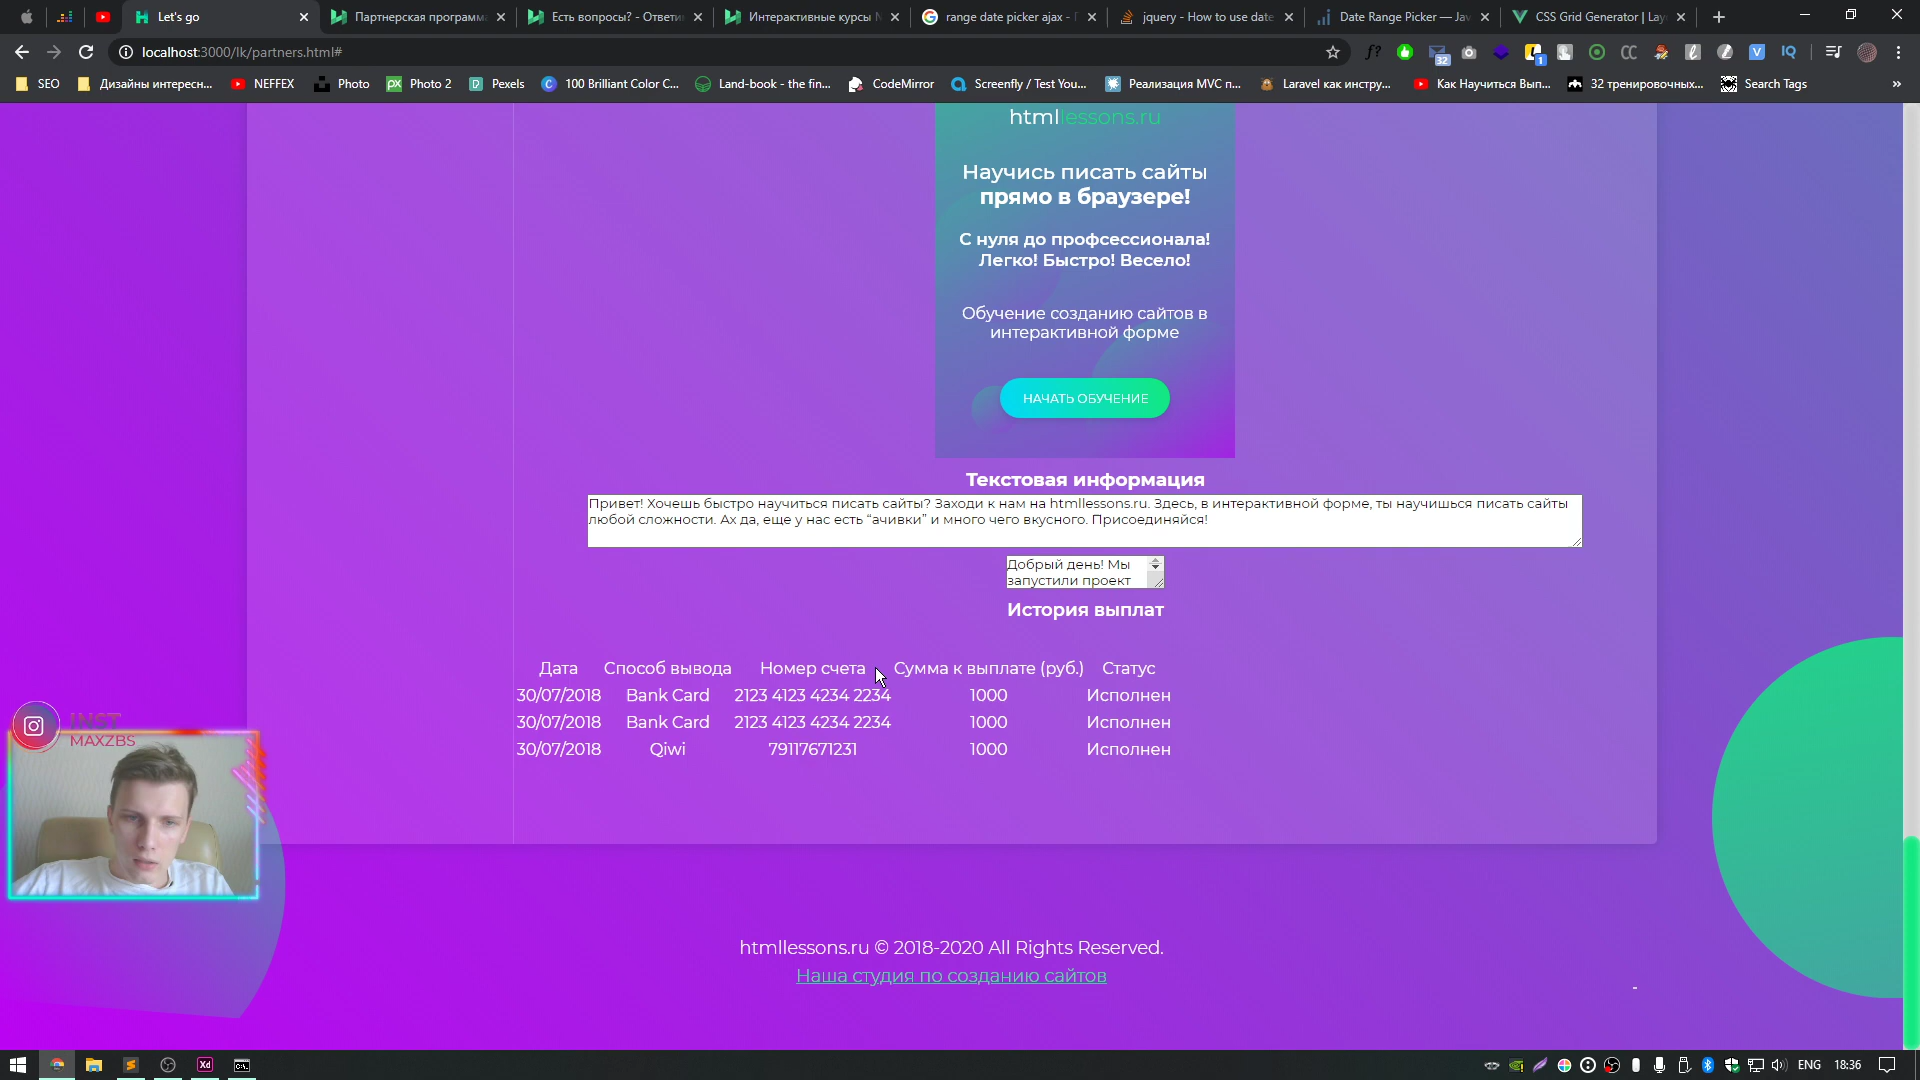 Let's go
Партнерская программ
Есть вопросы? - Ответи
Интерактивные курсы
range date picker ajax -
jquery - How to use date
Date Range Picker — Jav
CSS Grid Generator | Lay
localhost:3000/lk/partners.html#
f?
32
1
CC
V
IQ
SEO
Дизайны интересн...
NEFFEX
Photo
px
Photo 2
Pexels
100 Brilliant Color C...
Land-book - the fin...
CodeMirror
Screenfly / Test You...
Реализация MVC п...
Laravel как инстру...
Как Научиться Вып...
32 тренировочных...
Search Tags
»
htmllessons.ru
Научись писать сайты
прямо в браузере!
С нуля до профсессионала!
Легко! Быстро! Весело!
Обучение созданию сайтов в
интерактивной форме
НАЧАТЬ ОБУЧЕНИЕ
Текстовая информация
Привет! Хочешь быстро научиться писать сайты? Заходи к нам на htmllessons.ru. Здесь, в интерактивной форме, ты научишься писать сайты
любой сложности. Ах да, еще у нас есть “ачивки” и много чего вкусного. Присоединяйся!
Добрый день! Мы
запустили проект
История выплат
Дата Способ вывода Номер счета Сумма к выплате (руб.) Статус
30/07/2018 Bank Card 2123 4123 4234 2234 1000 Исполнен
30/07/2018 Bank Card 2123 4123 4234 2234 1000 Исполнен
30/07/2018 Qiwi 79117671231 1000 Исполнен
INST
MAXZBS
htmllessons.ru © 2018-2020 All Rights Reserved.
Наша студия по созданию сайтов
Xd
ENG
18:36